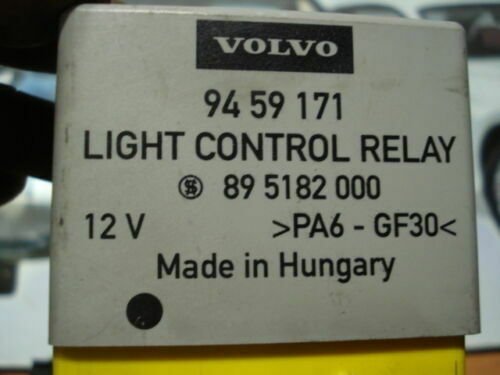 VOLVO
94 59 171
LIGHT CONTROL RELAY
89 5182 000
12 V >PA6 - GF30<
Made in Hungary